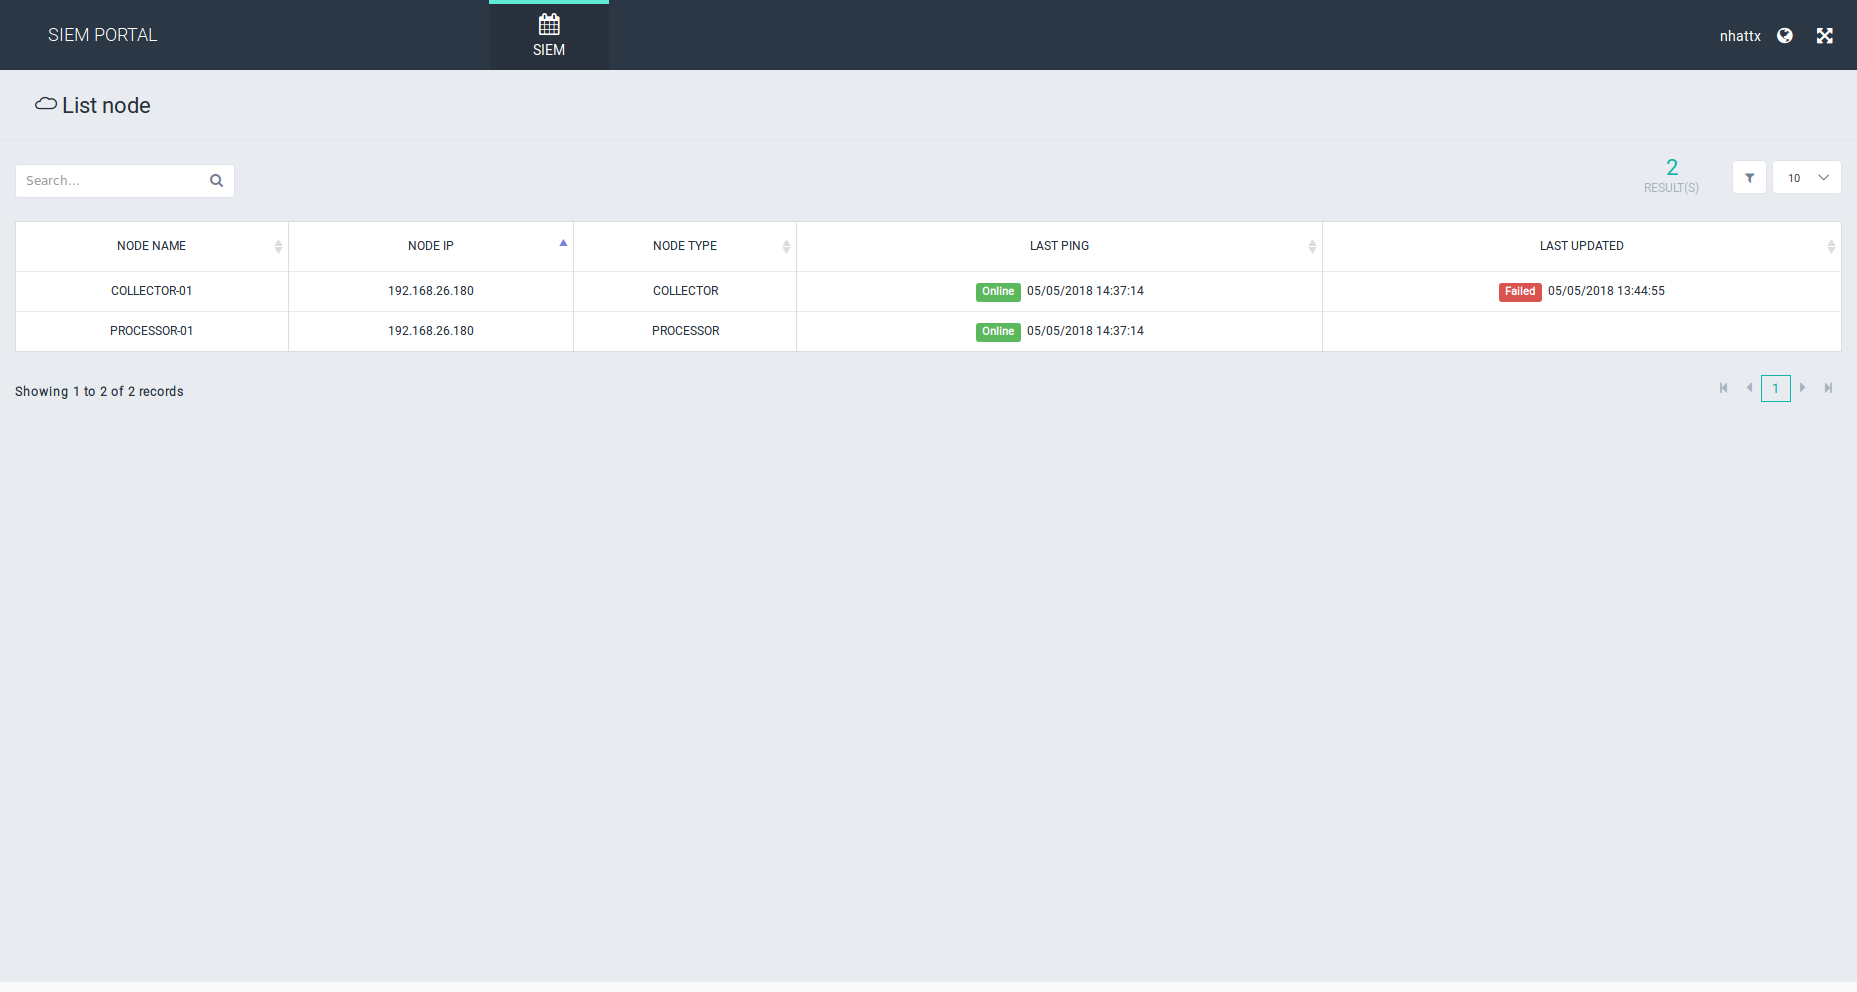 SIEM PORTAL
SIEM
nhattx
List node
Search...
2
RESULT(S)
10
NODE NAME NODE IP NODE TYPE LAST PING LAST UPDATED
COLLECTOR-01 192.168.26.180 COLLECTOR Online 05/05/2018 14:37:14 Failed 05/05/2018 13:44:55
PROCESSOR-01 192.168.26.180 PROCESSOR Online 05/05/2018 14:37:14
Showing 1 to 2 of 2 records
1